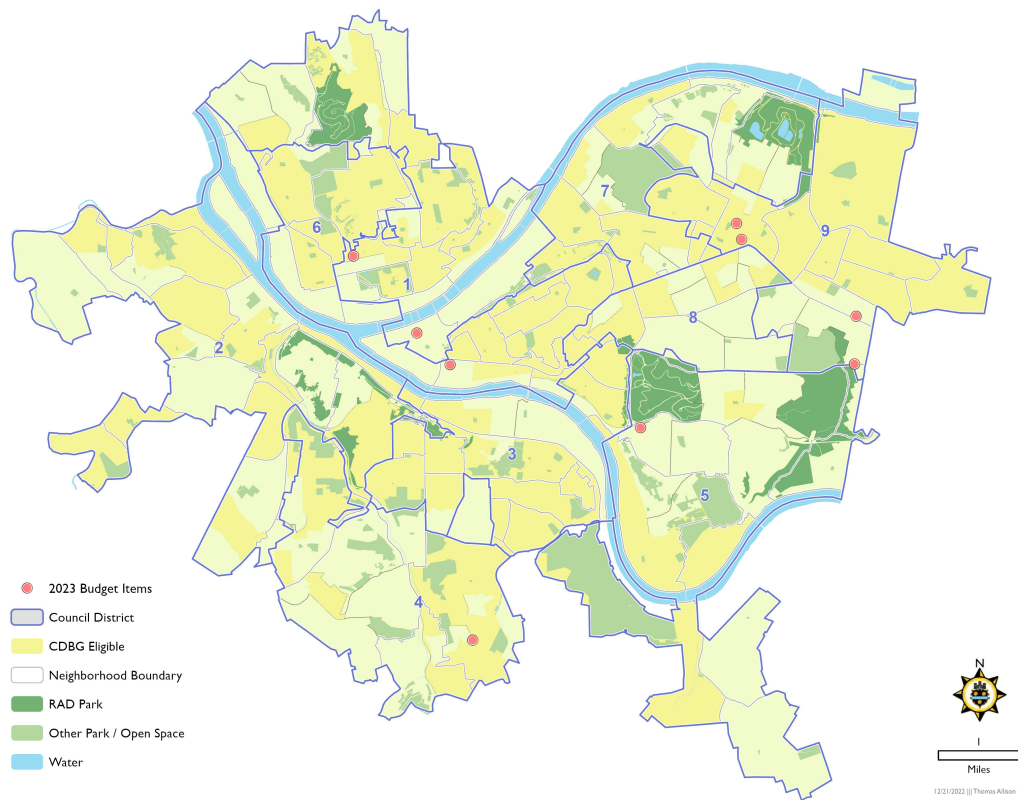 7
9
6
1
8
2
3
5
4
2023 Budget Items
Council District
CDBG Eligible
Neighborhood Boundary
RAD Park
Other Park / Open Space
Water
N
1
Miles
12/21/2022 ||| Thomas Allison